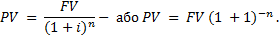 PV = FV / (1 + i)^n − або PV = FV (1 + 1)^−n.